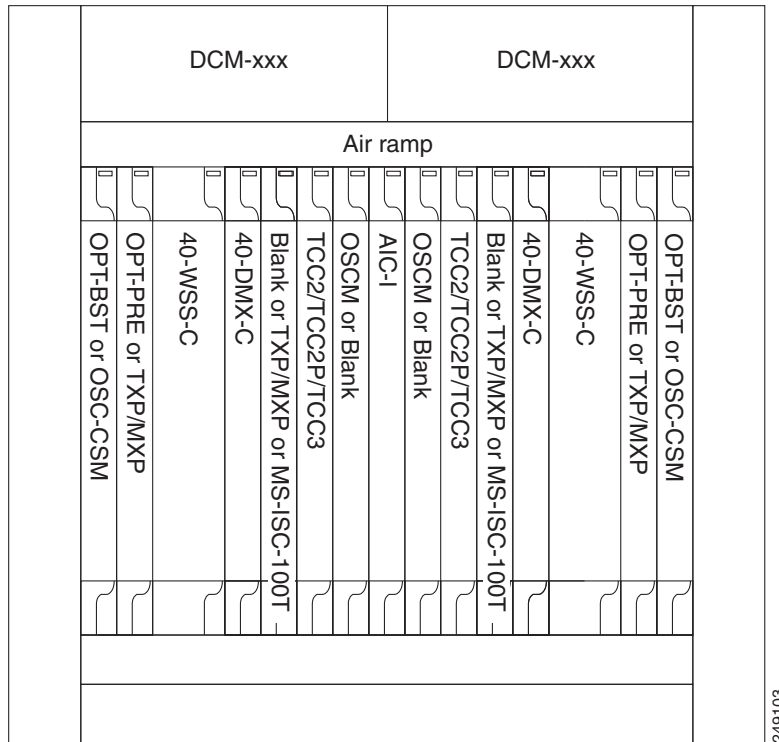 DCM-xxx
DCM-xxx
Air ramp
OPT-BST or OSC-CSM
OPT-PRE or TXP/MXP
40-WSS-C
40-DMX-C
Blank or TXP/MXP or MS-ISC-100T
TCC2/TCC2P/TCC3
OSCM or Blank
AIC-I
OSCM or Blank
TCC2/TCC2P/TCC3
Blank or TXP/MXP or MS-ISC-100T
40-DMX-C
40-WSS-C
OPT-PRE or TXP/MXP
OPT-BST or OSC-CSM